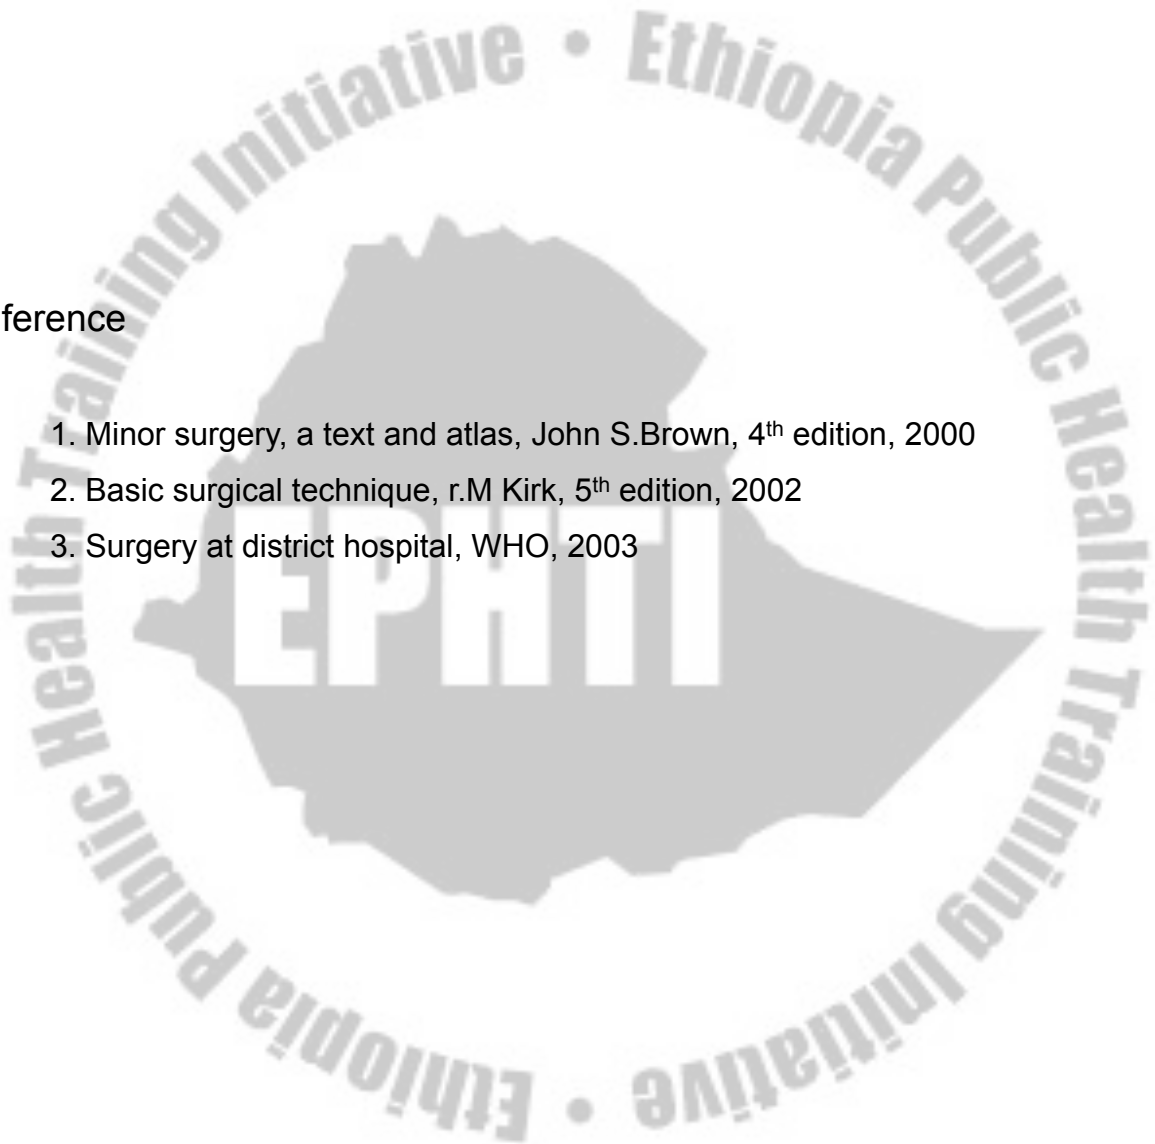 Ethiopia Public Health Training Initiative • Ethiopia Public Health Training Initiative •
ference
1. Minor surgery, a text and atlas, John S.Brown, 4th edition, 2000
2. Basic surgical technique, r.M Kirk, 5th edition, 2002
3. Surgery at district hospital, WHO, 2003
EPHTI